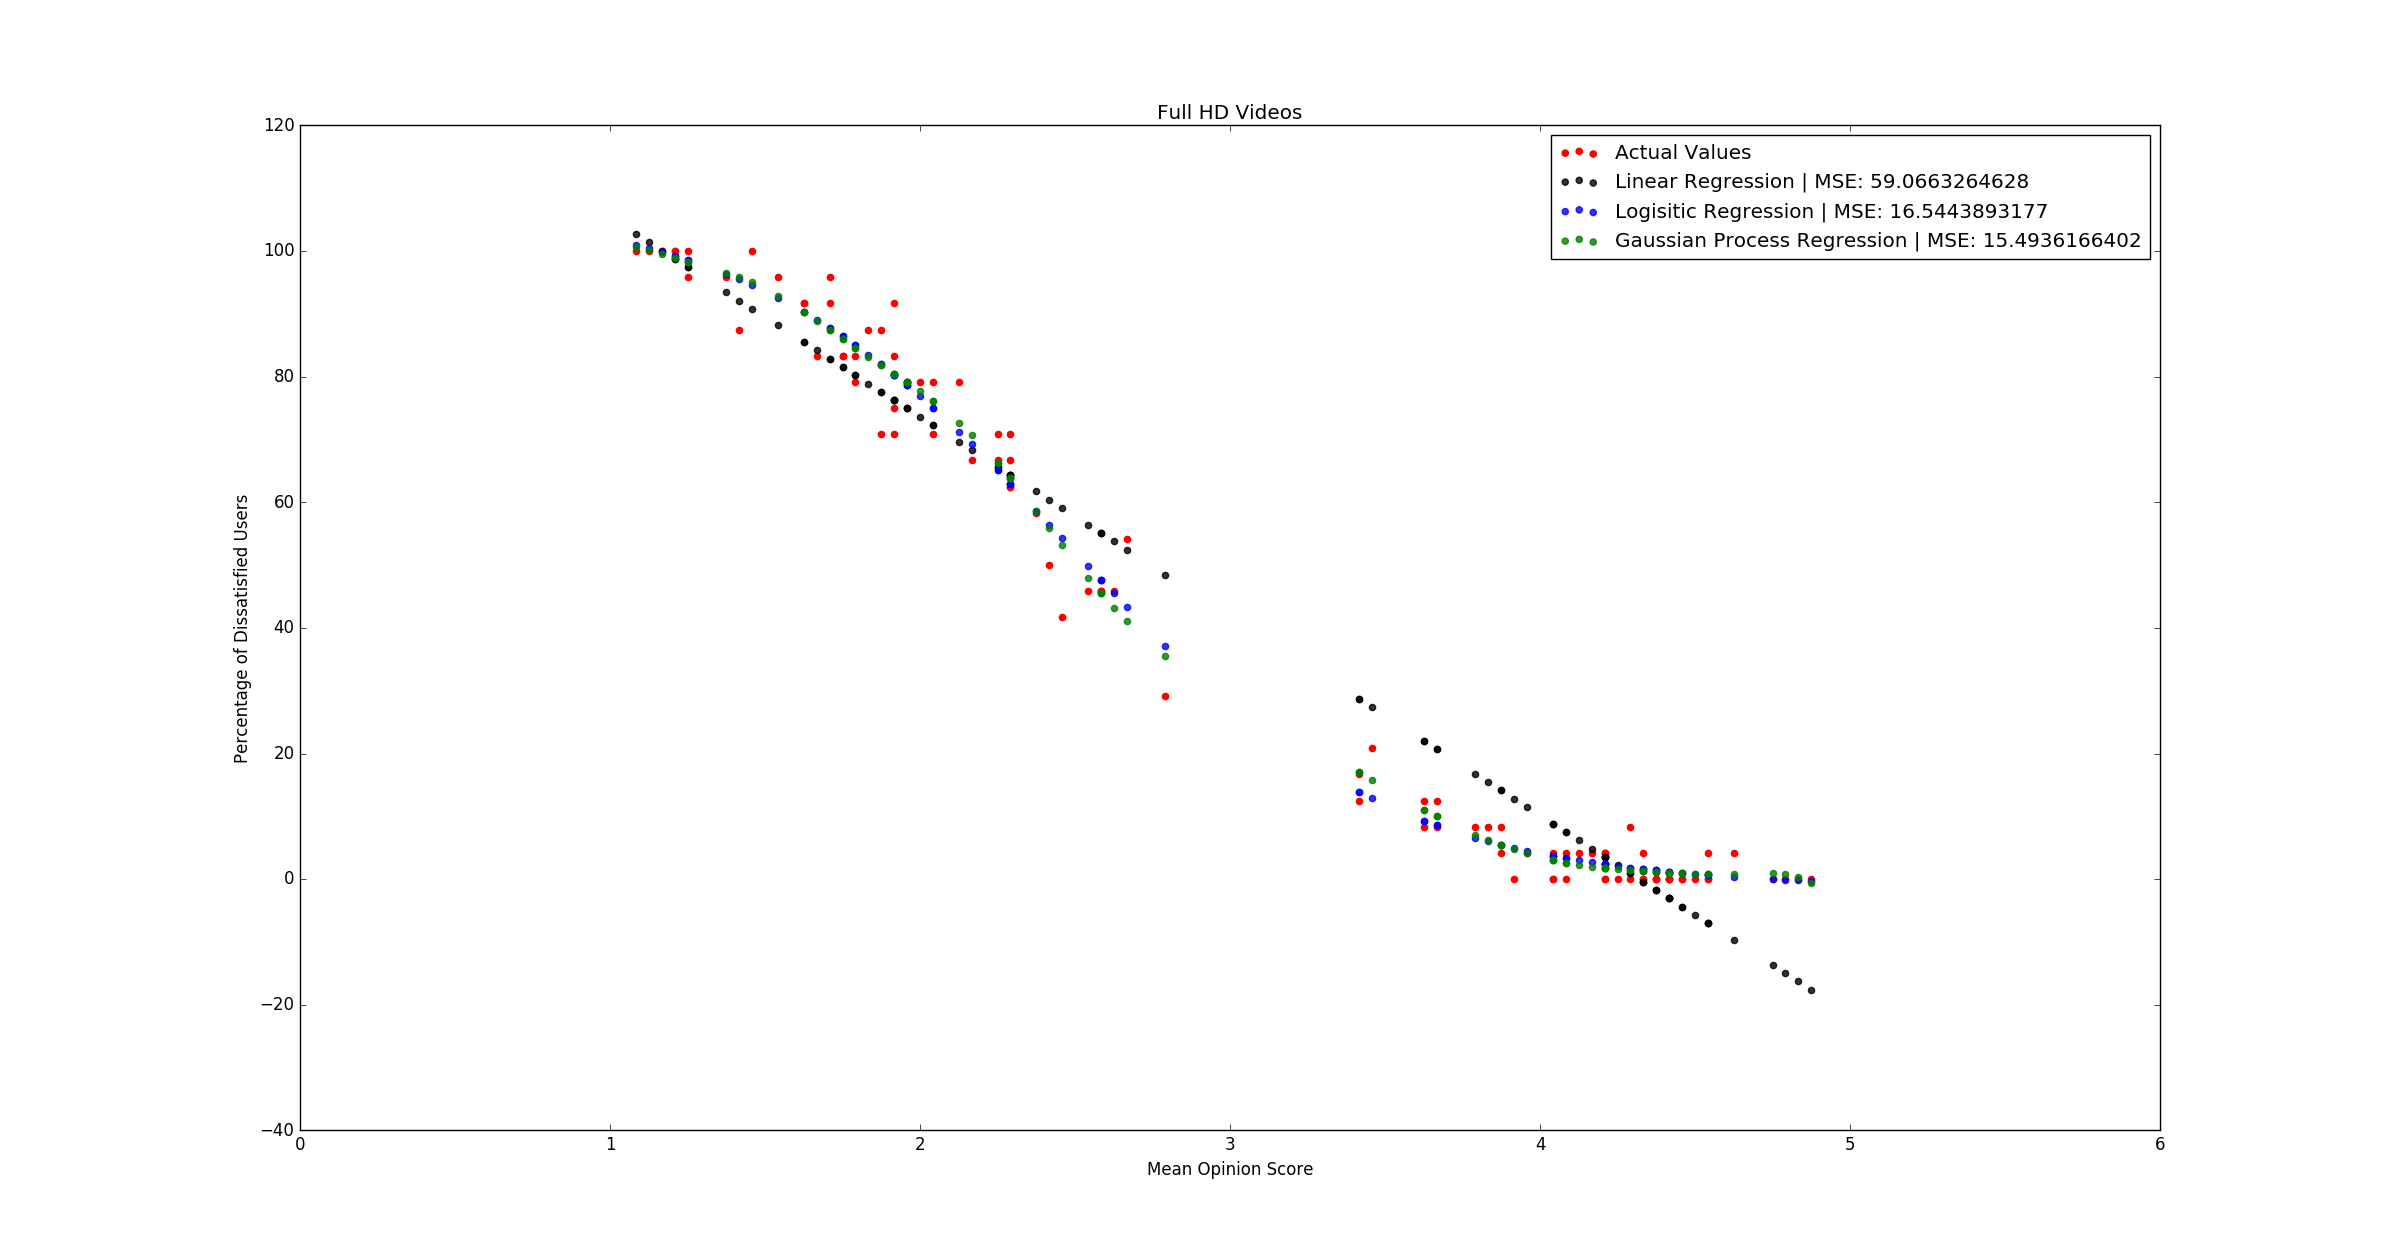 Full HD Videos
120
100
80
60
40
20
0
−20
−40
0 1 2 3 4 5 6
Percentage of Dissatisfied Users
Mean Opinion Score
Actual Values
Linear Regression | MSE: 59.0663264628
Logisitic Regression | MSE: 16.5443893177
Gaussian Process Regression | MSE: 15.4936166402